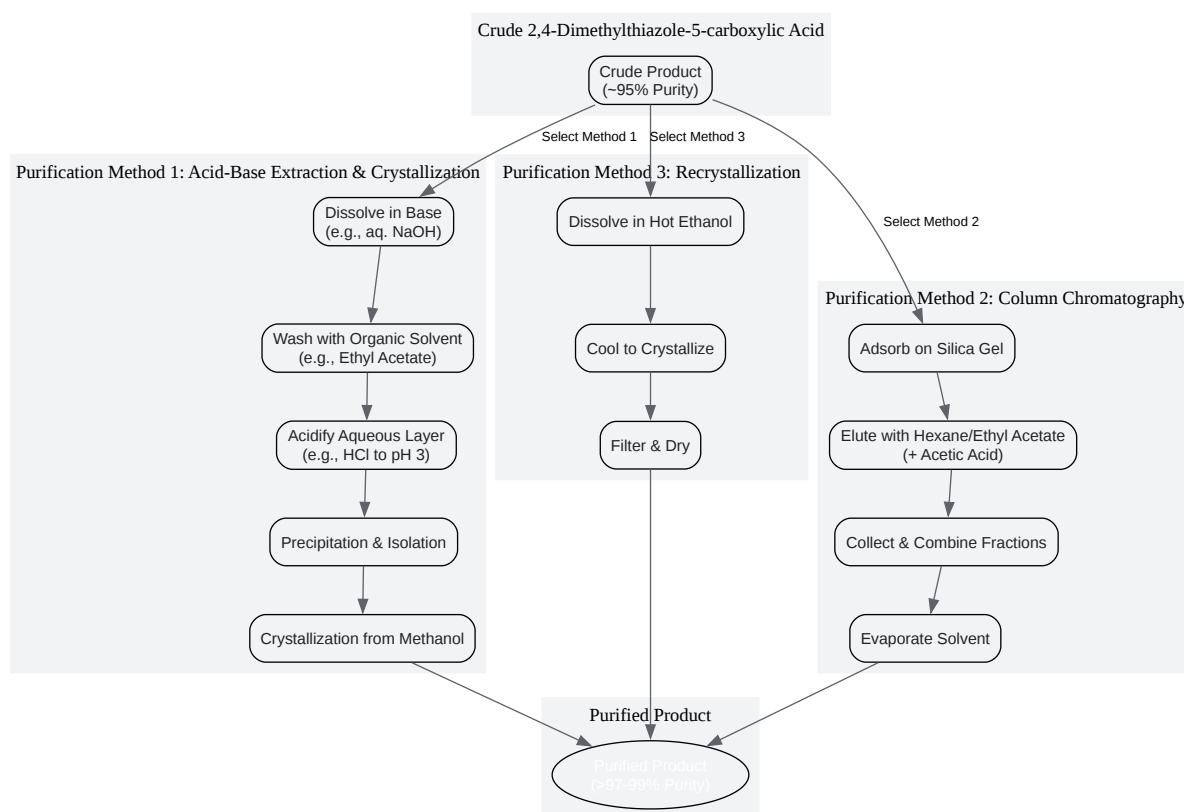 Crude 2,4-Dimethylthiazole-5-carboxylic Acid
Crude Product
(~95% Purity)
Select Method 1
Select Method 3
Select Method 2
Purification Method 1: Acid-Base Extraction & Crystallization
Dissolve in Base
(e.g., aq. NaOH)
Wash with Organic Solvent
(e.g., Ethyl Acetate)
Acidify Aqueous Layer
(e.g., HCl to pH 3)
Precipitation & Isolation
Crystallization from Methanol
Purification Method 3: Recrystallization
Dissolve in Hot Ethanol
Cool to Crystallize
Filter & Dry
Purification Method 2: Column Chromatography
Adsorb on Silica Gel
Elute with Hexane/Ethyl Acetate
(+ Acetic Acid)
Collect & Combine Fractions
Evaporate Solvent
Purified Product
Purified Product
(>97-99% Purity)